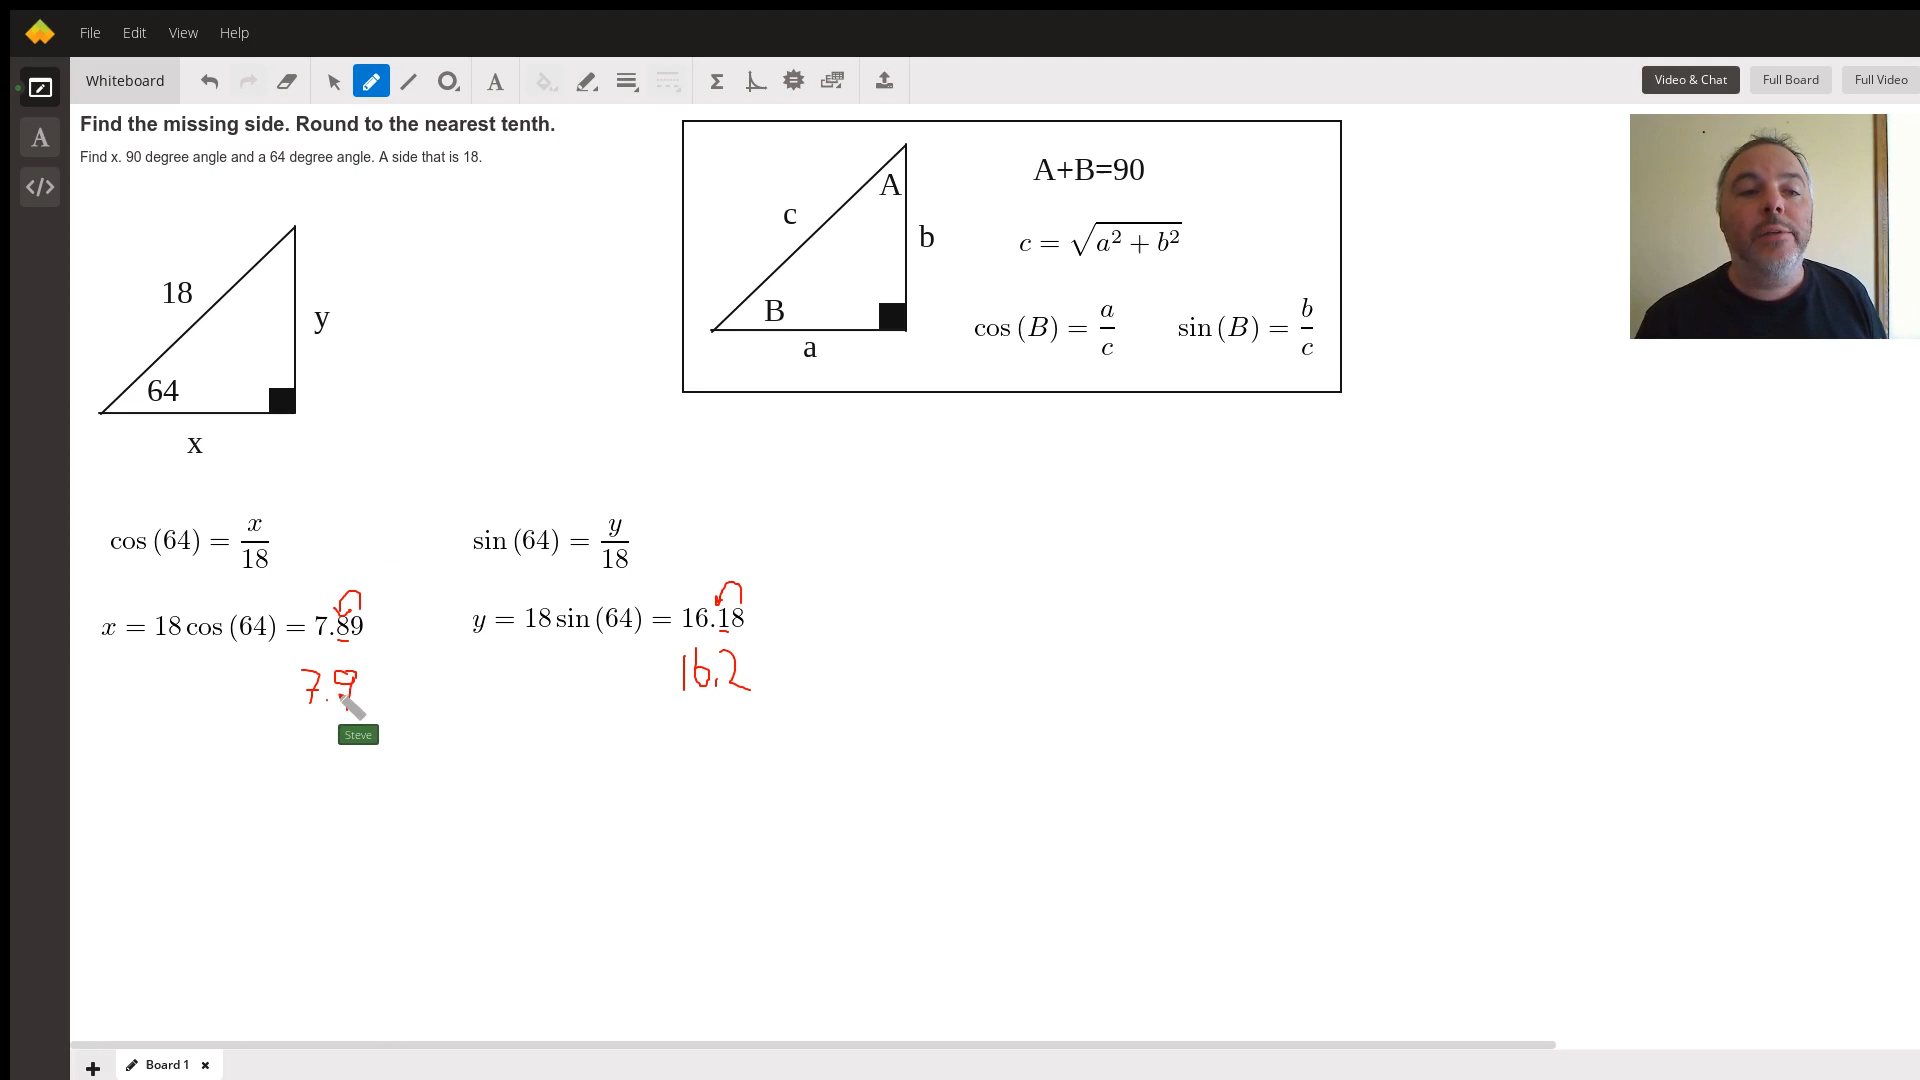 File Edit View Help
Whiteboard
A
Σ
Video & Chat
Full Board
Full Video
A
</>
Find the missing side. Round to the nearest tenth.
Find x. 90 degree angle and a 64 degree angle. A side that is 18.
18
y
64
x
A
c
b
B
a
A+B=90
c = √(a² + b²)
cos (B) = a/c
sin (B) = b/c
cos (64) = x/18
x = 18 cos (64) = 7.89
7.9
sin (64) = y/18
y = 18 sin (64) = 16.18
16.2
Steve
Board 1